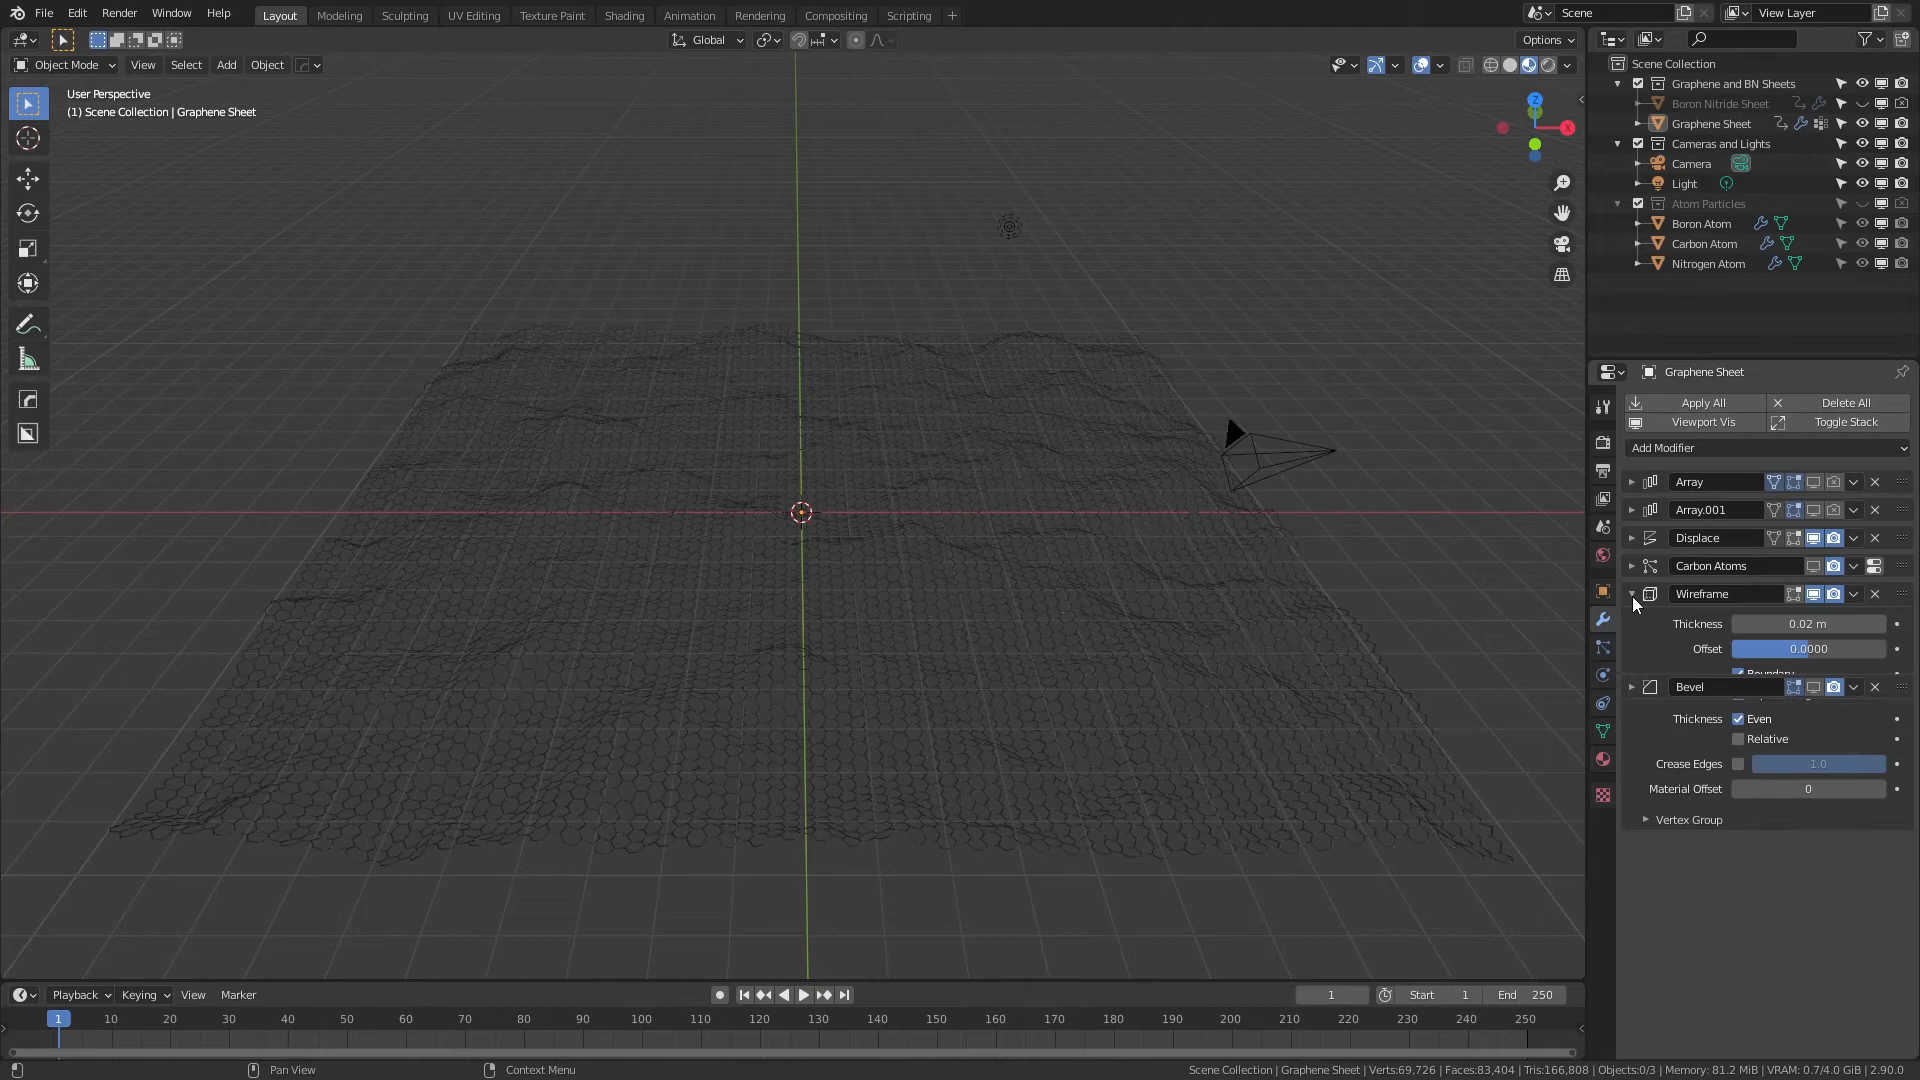 File Edit Render Window Help Layout Modeling Sculpting UV Editing Texture Paint Shading Animation Rendering Compositing Scripting + Scene View Layer
Global Options
Object Mode View Select Add Object
User Perspective
(1) Scene Collection | Graphene Sheet
Z
X
Scene Collection
Graphene and BN Sheets
Boron Nitride Sheet
Graphene Sheet
Cameras and Lights
Camera
Light
Atom Particles
Boron Atom
Carbon Atom
Nitrogen Atom
Graphene Sheet
Apply All Delete All
Viewport Vis Toggle Stack
Add Modifier
Array
Array.001
Displace
Carbon Atoms
Wireframe
Thickness 0.02 m
Offset 0.0000
Boundary
Bevel
Thickness Even
Relative
Crease Edges 1.0
Material Offset 0
Vertex Group
Playback Keying View Marker 1 Start 1 End 250
1 10 20 30 40 50 60 70 80 90 100 110 120 130 140 150 160 170 180 190 200 210 220 230 240 250
Pan View Context Menu Scene Collection | Graphene Sheet | Verts:69,726 | Faces:83,404 | Tris:166,808 | Objects:0/3 | Memory: 81.2 MiB | VRAM: 0.7/4.0 GiB | 2.90.0